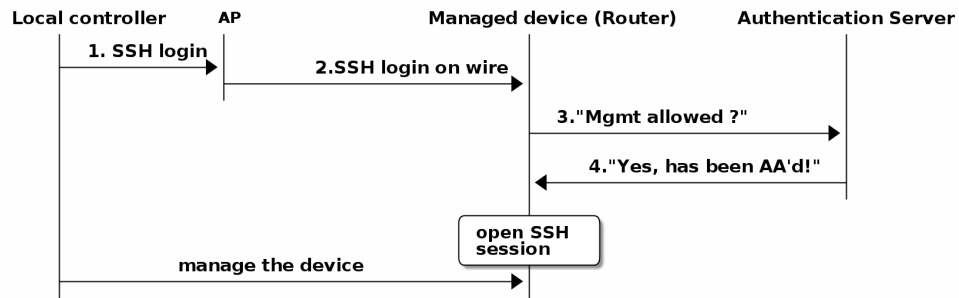 Local controller
AP
Managed device (Router)
Authentication Server
1. SSH login
2.SSH login on wire
3."Mgmt allowed ?"
4."Yes, has been AA'd!"
open SSH
session
manage the device